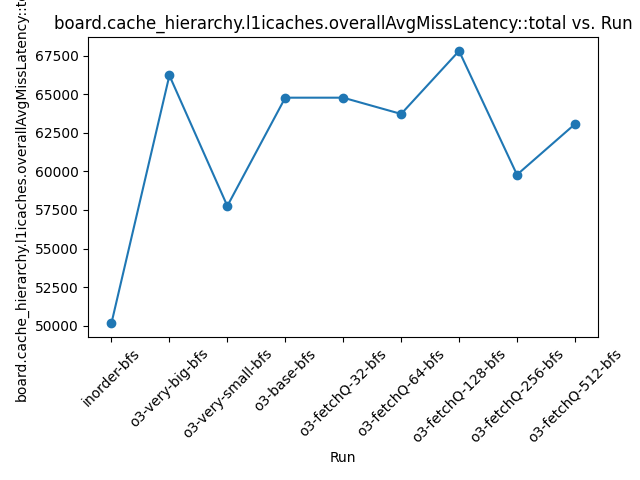 board.cache_hierarchy.l1icaches.overallAvgMissLatency::total vs. Run
board.cache_hierarchy.l1icaches.overallAvgMissLatency::to
67500
65000
62500
60000
57500
55000
52500
50000
inorder-bfs
o3-very-big-bfs
o3-very-small-bfs
o3-base-bfs
o3-fetchQ-32-bfs
o3-fetchQ-64-bfs
o3-fetchQ-128-bfs
o3-fetchQ-256-bfs
o3-fetchQ-512-bfs
Run